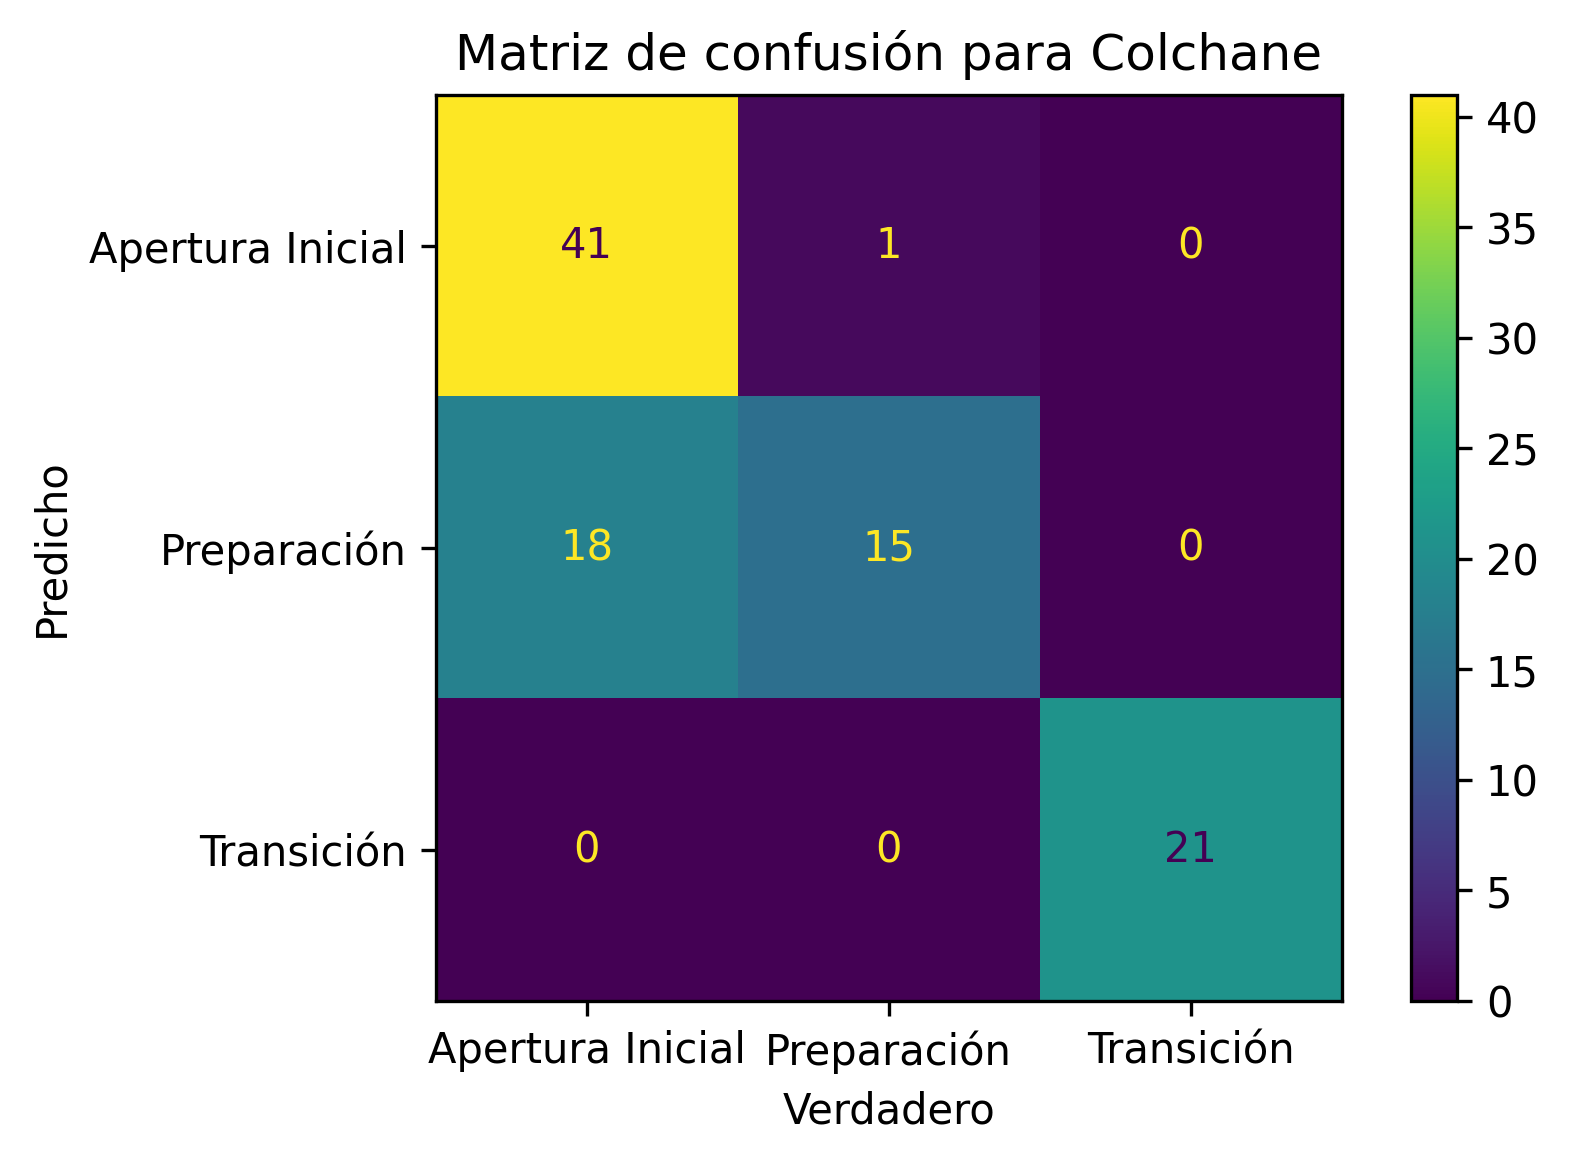 Matriz de confusión para Colchane
Predicho
Apertura Inicial
41
1
0
Preparación
18
15
0
Transición
0
0
21
Apertura Inicial
Preparación
Transición
Verdadero
40
35
30
25
20
15
10
5
0